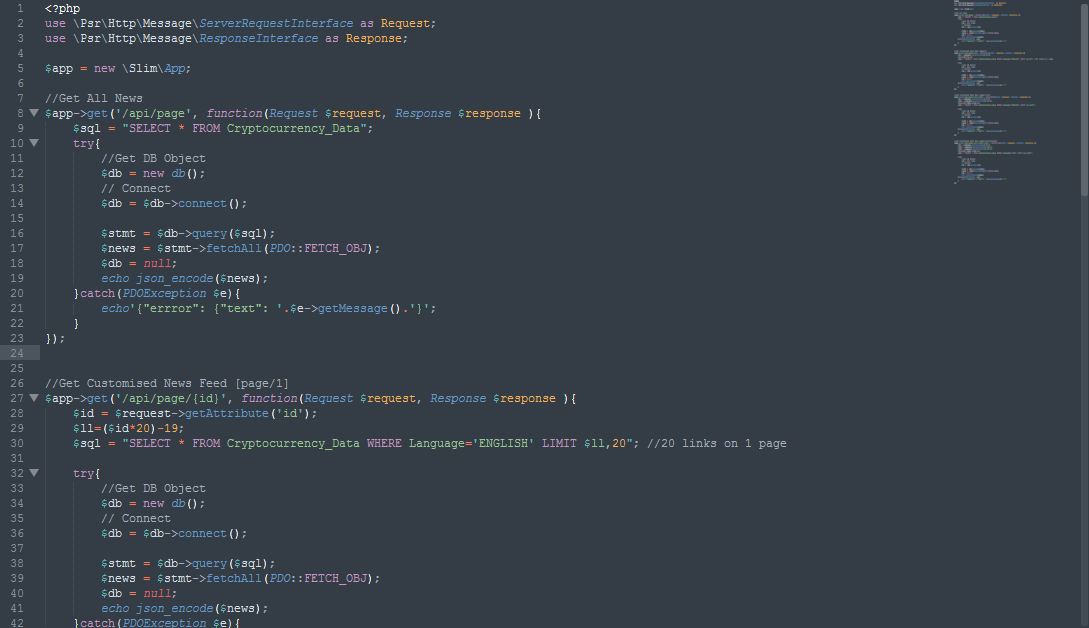 1 <?php
2 use \Psr\Http\Message\ServerRequestInterface as Request;
3 use \Psr\Http\Message\ResponseInterface as Response;
4
5 $app = new \Slim\App;
6
7 //Get All News
8 $app->get('/api/page', function(Request $request, Response $response ){
9 $sql = "SELECT * FROM Cryptocurrency_Data";
10 try{
11 //Get DB Object
12 $db = new db();
13 // Connect
14 $db = $db->connect();
15
16 $stmt = $db->query($sql);
17 $news = $stmt->fetchAll(PDO::FETCH_OBJ);
18 $db = null;
19 echo json_encode($news);
20 }catch(PDOException $e){
21 echo'{"errror": {"text": '.$e->getMessage().'}';
22 }
23 });
24
25
26 //Get Customised News Feed [page/1]
27 $app->get('/api/page/{id}', function(Request $request, Response $response ){
28 $id = $request->getAttribute('id');
29 $ll=($id*20)-19;
30 $sql = "SELECT * FROM Cryptocurrency_Data WHERE Language='ENGLISH' LIMIT $ll,20"; //20 links on 1 page
31
32 try{
33 //Get DB Object
34 $db = new db();
35 // Connect
36 $db = $db->connect();
37
38 $stmt = $db->query($sql);
39 $news = $stmt->fetchAll(PDO::FETCH_OBJ);
40 $db = null;
41 echo json_encode($news);
42 }catch(PDOException $e){